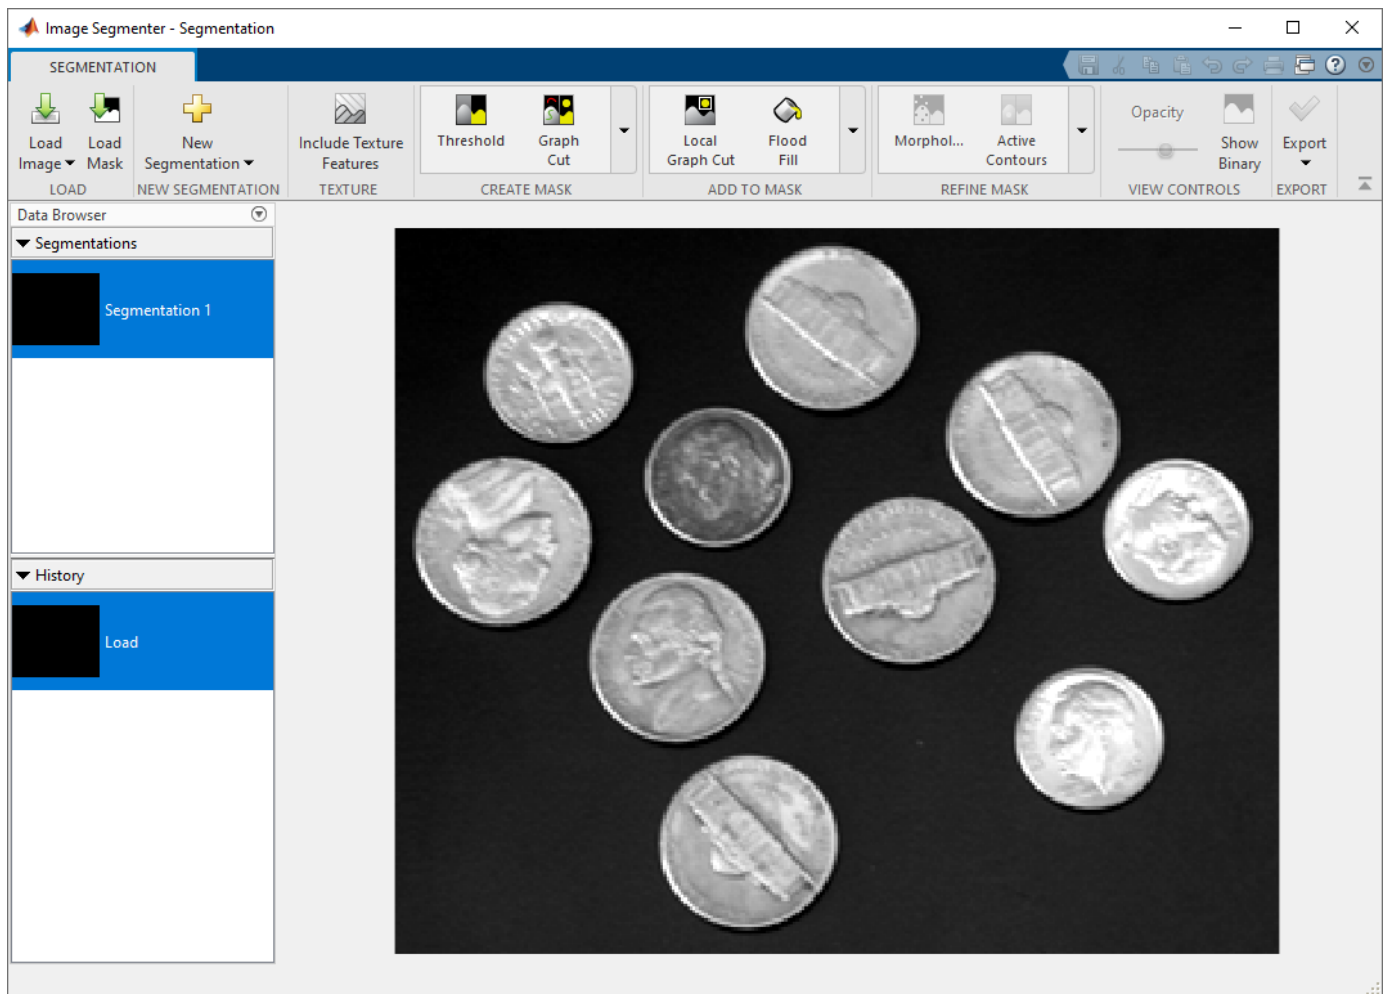 Image Segmenter - Segmentation
SEGMENTATION
Load Image
Load Mask
New Segmentation
Include Texture Features
Threshold
Graph Cut
Local Graph Cut
Flood Fill
Morphol...
Active Contours
Opacity
Show Binary
Export
LOAD
NEW SEGMENTATION
TEXTURE
CREATE MASK
ADD TO MASK
REFINE MASK
VIEW CONTROLS
EXPORT
Data Browser
Segmentations
Segmentation 1
History
Load